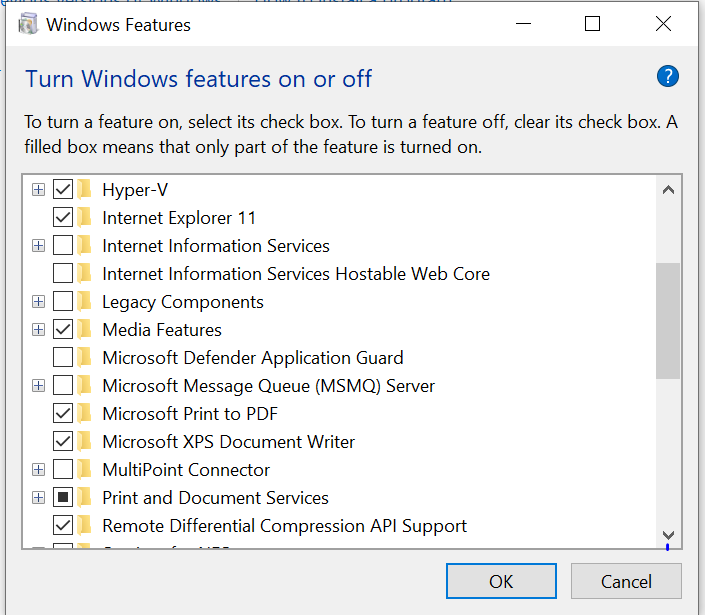 Windows Features
Turn Windows features on or off
?
To turn a feature on, select its check box. To turn a feature off, clear its check box. A
filled box means that only part of the feature is turned on.
Hyper-V
Internet Explorer 11
Internet Information Services
Internet Information Services Hostable Web Core
Legacy Components
Media Features
Microsoft Defender Application Guard
Microsoft Message Queue (MSMQ) Server
Microsoft Print to PDF
Microsoft XPS Document Writer
MultiPoint Connector
Print and Document Services
Remote Differential Compression API Support
OK
Cancel